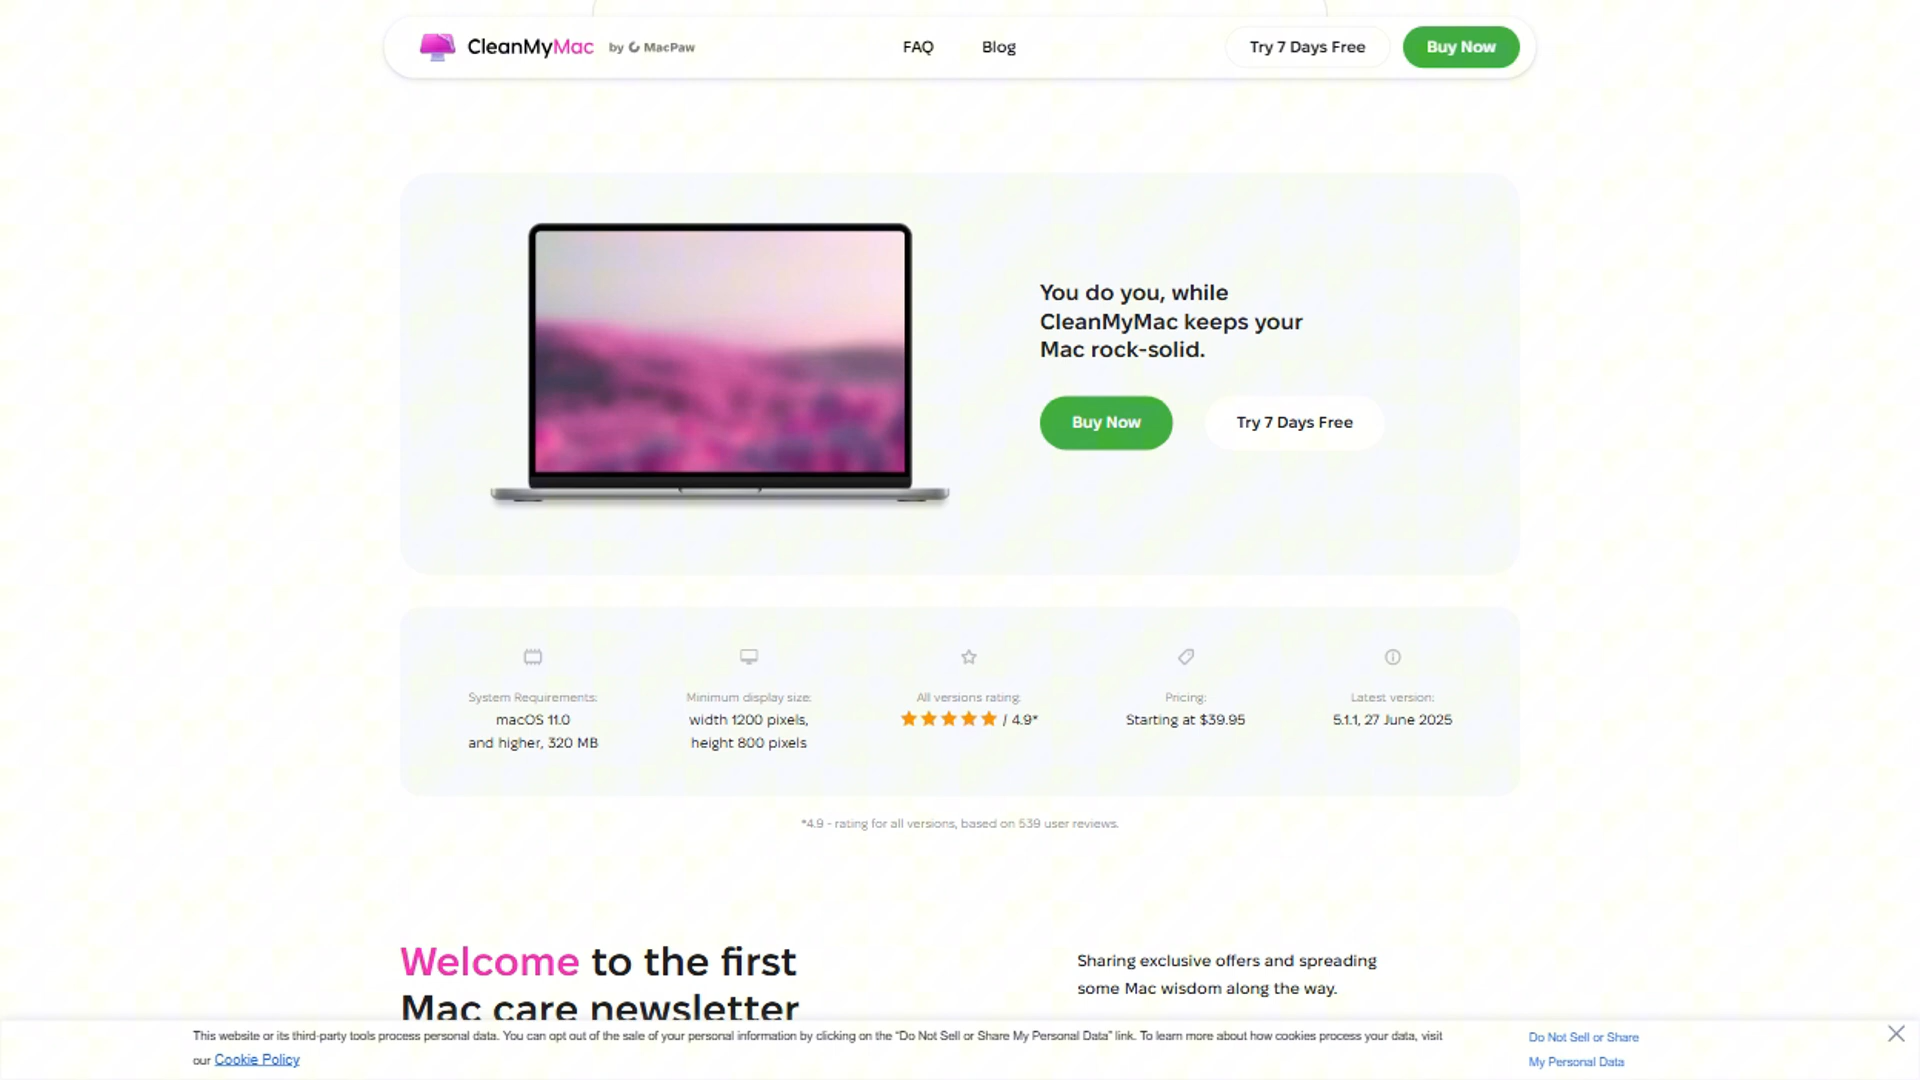 CleanMyMac by MacPaw
FAQ
Blog
Try 7 Days Free
Buy Now
You do you, while
CleanMyMac keeps your
Mac rock-solid.
Buy Now
Try 7 Days Free
System Requirements:
macOS 11.0
and higher, 320 MB
Minimum display size:
width 1200 pixels,
height 800 pixels
All versions rating:
/ 4.9*
Pricing:
Starting at $39.95
Latest version:
5.1.1, 27 June 2025
*4.9 - rating for all versions, based on 539 user reviews.
Welcome to the first
Mac care newsletter
Sharing exclusive offers and spreading
some Mac wisdom along the way.
This website or its third-party tools process personal data. You can opt out of the sale of your personal information by clicking on the “Do Not Sell or Share My Personal Data” link. To learn more about how cookies process your data, visit
our Cookie Policy
Do Not Sell or Share
My Personal Data